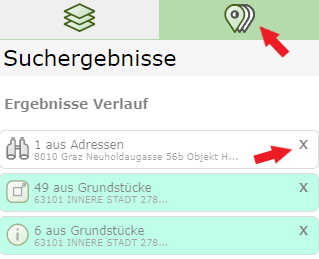 Suchergebnisse
Ergebnisse Verlauf
1 aus Adressen X
8010 Graz Neuholdaugasse 56b Objekt H...
49 aus Grundstücke X
63101 INNERE STADT 278...
6 aus Grundstücke X
63101 INNERE STADT 278...